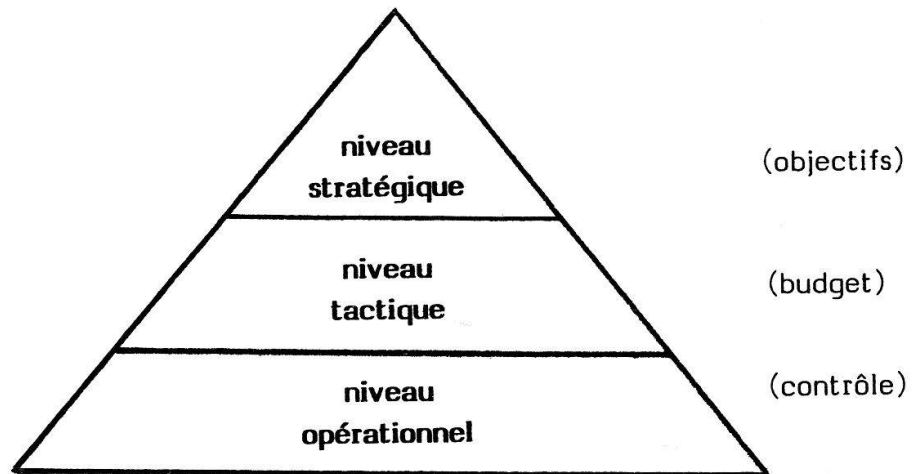 niveau
stratégique
(objectifs)
niveau
tactique
(budget)
niveau
opérationnel
(contrôle)